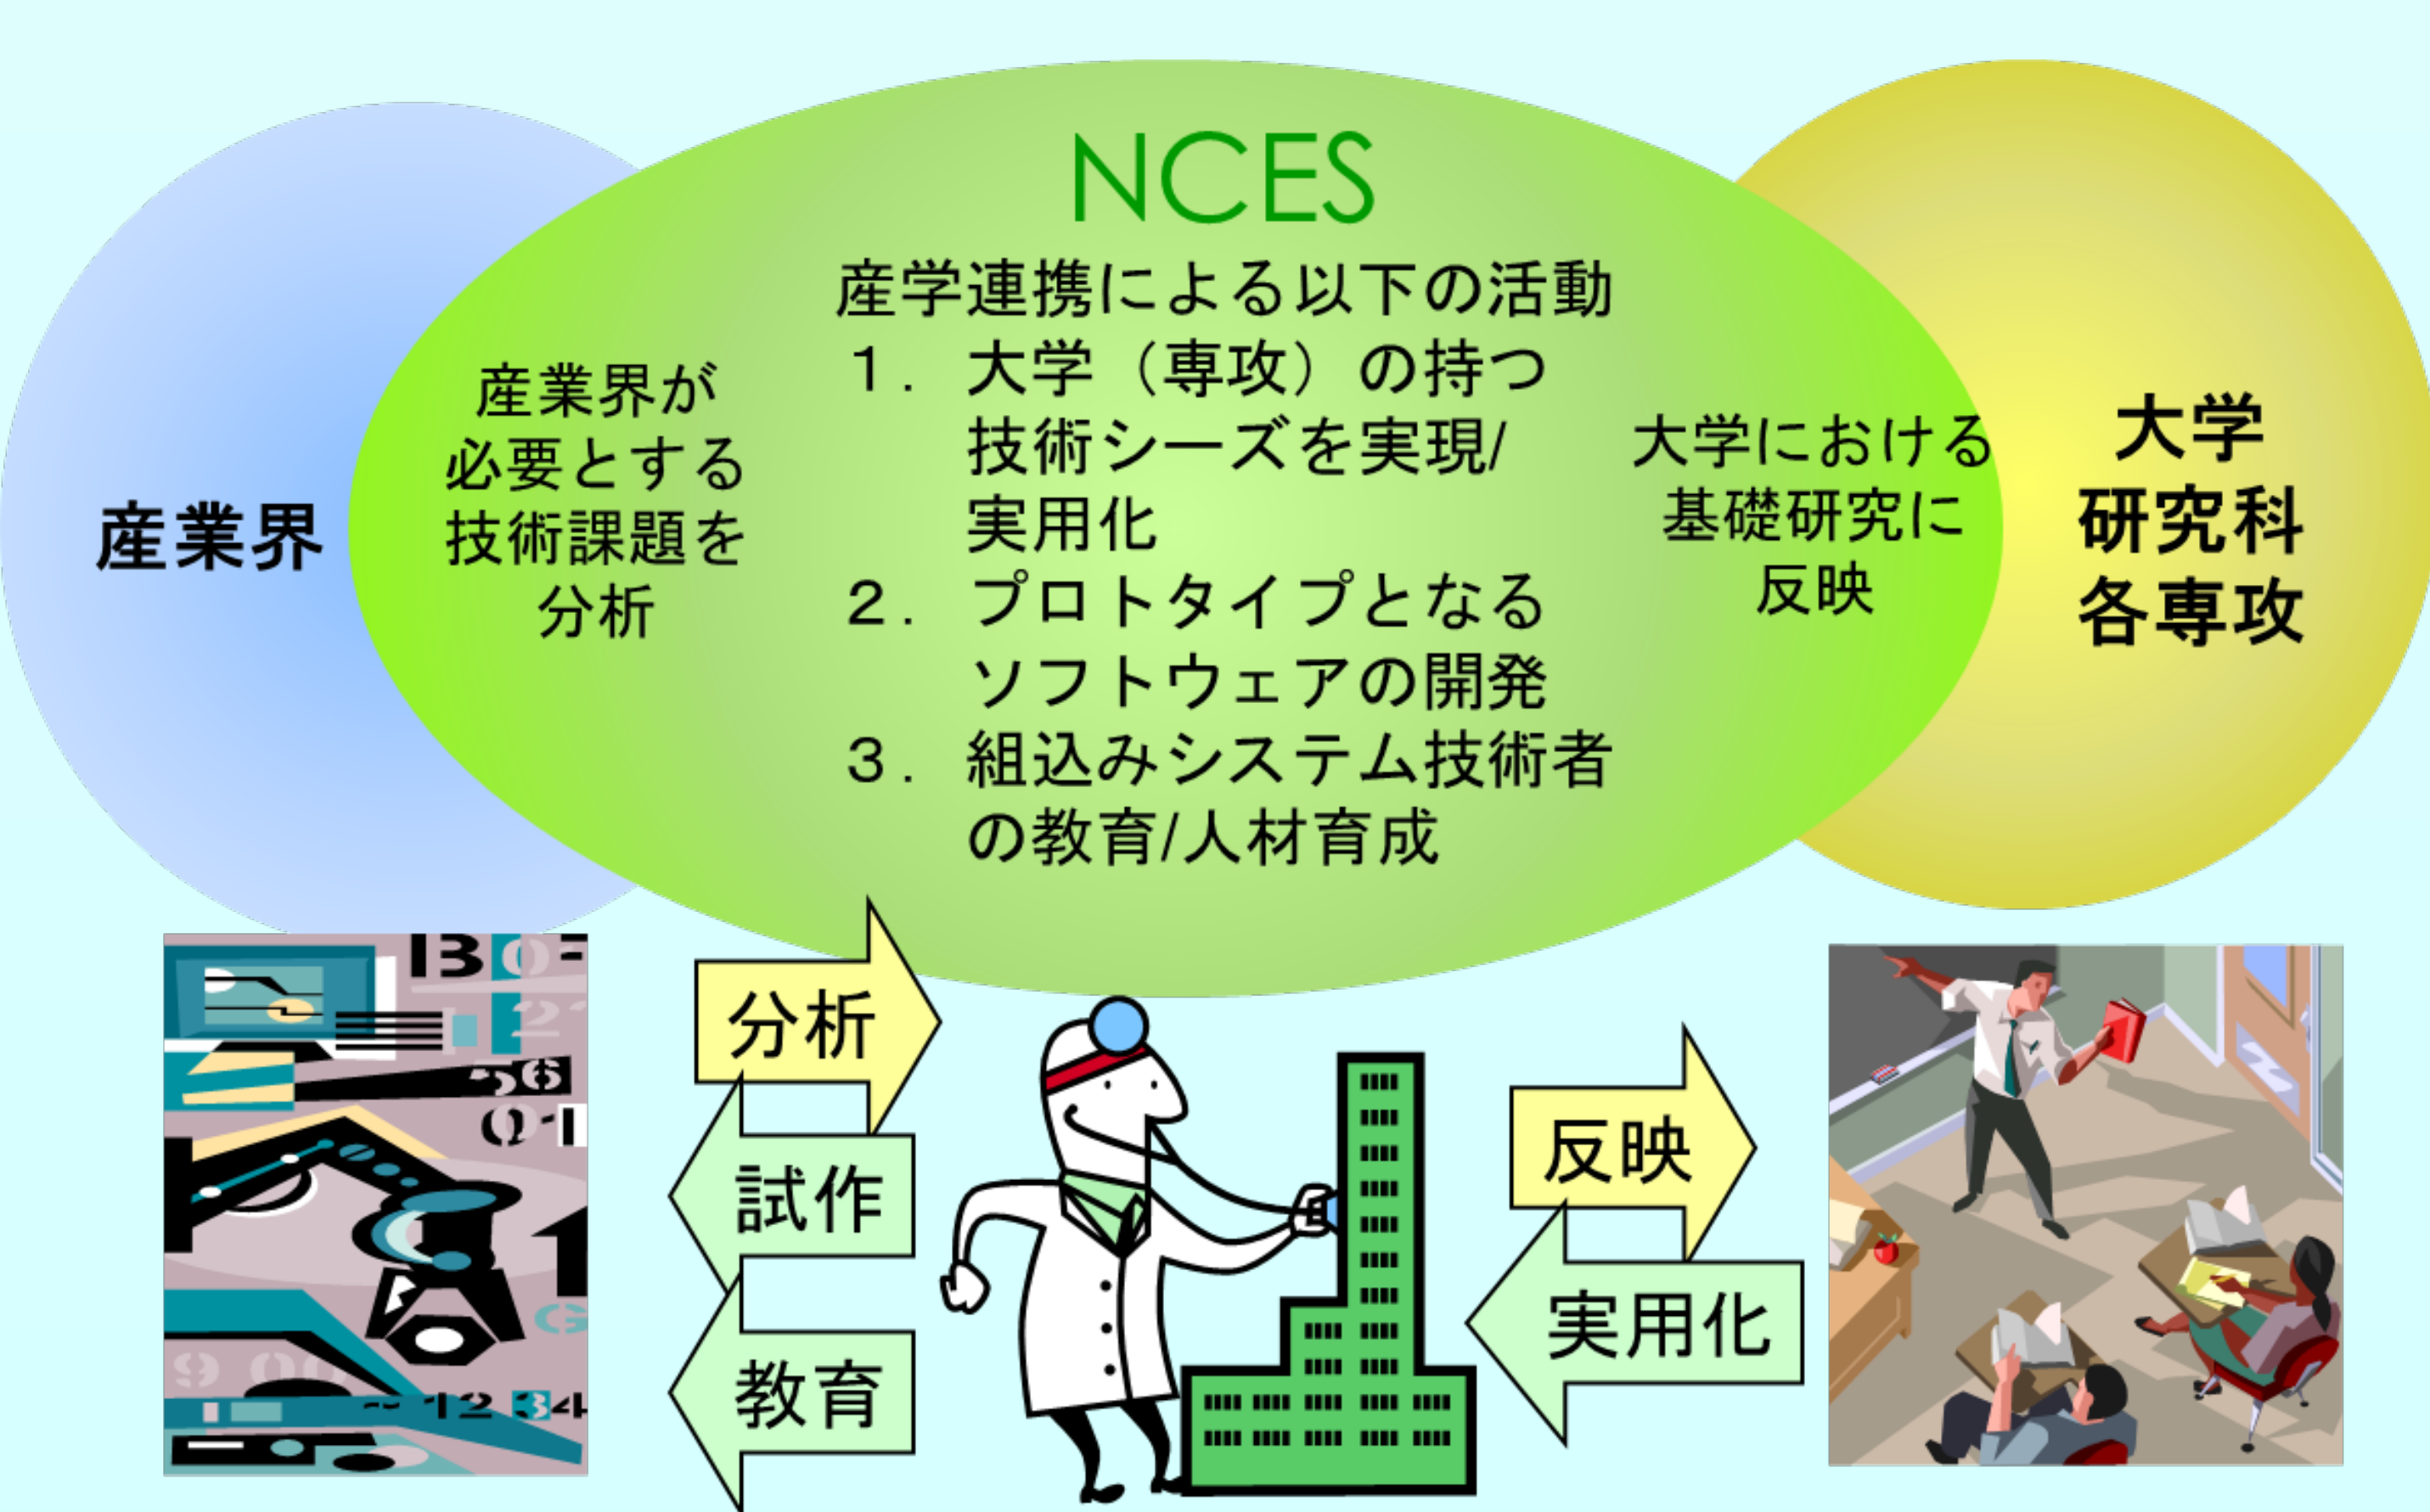 NCES
産学連携による以下の活動
1. 大学（専攻）の持つ
技術シーズを実現/
実用化
2. プロトタイプとなる
ソフトウェアの開発
3. 組込みシステム技術者
の教育/人材育成
産業界
産業界が
必要とする
技術課題を
分析
大学における
基礎研究に
反映
大学
研究科
各専攻
分析
試作
教育
反映
実用化
13
56
01
12 34